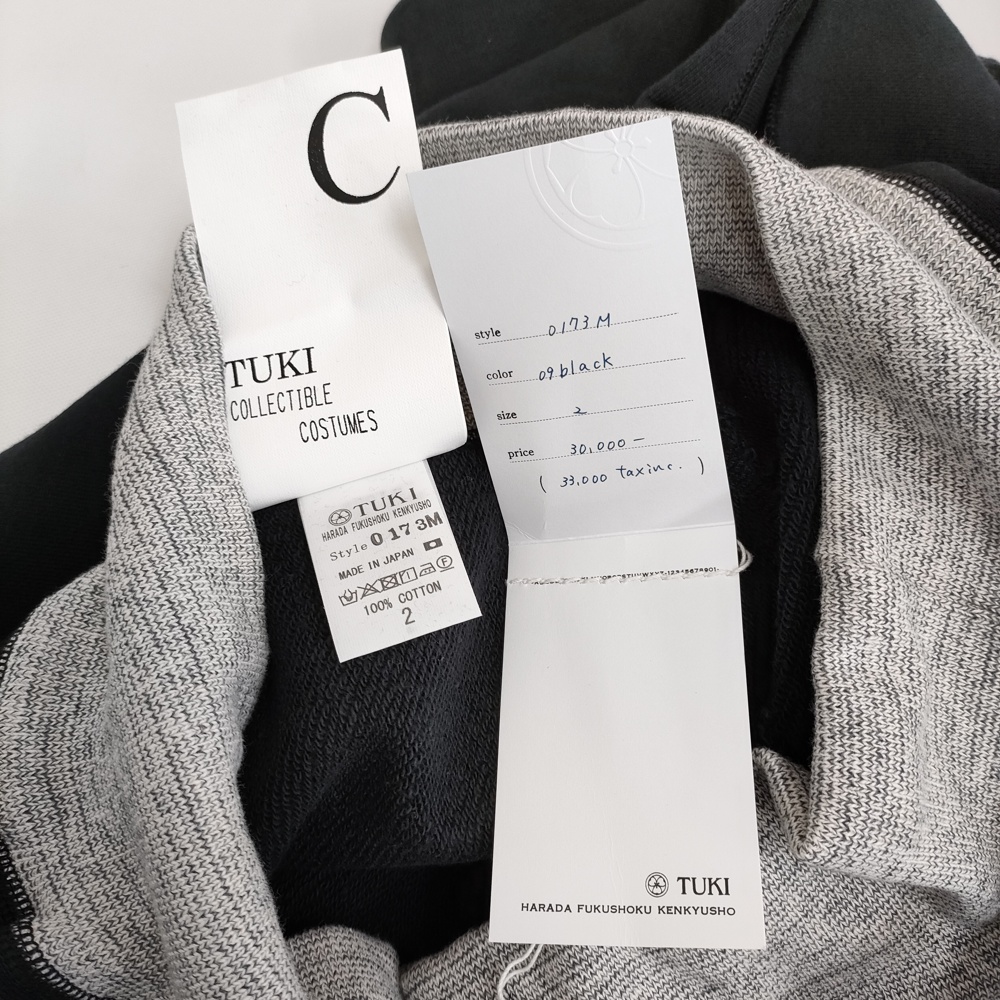 C
TUKI
COLLECTIBLE
COSTUMES
TUKI
HARADA FUKUSHOKU KENKYUSHO
Style 0173M
MADE IN JAPAN
100% COTTON
2
style 0173M
color 09.black
size 2
price 30,000 −
( 33,000 tax inc. )
TUKI
HARADA FUKUSHOKU KENKYUSHO